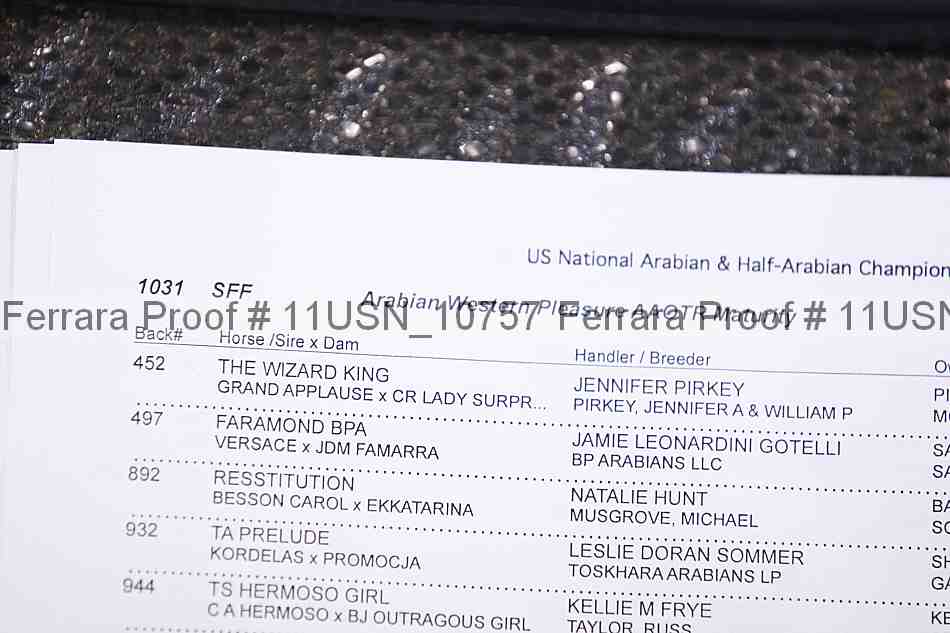 US National Arabian & Half-Arabian Champion
1031 SFF Arabian Western Pleasure AAOTR Maturity
Ferrara Proof # 11USN_10757 Ferrara Proof # 11USN
Back# Horse /Sire x Dam Handler / Breeder
452 THE WIZARD KING JENNIFER PIRKEY
GRAND APPLAUSE x CR LADY SURPR... PIRKEY, JENNIFER A & WILLIAM P
497 FARAMOND BPA JAMIE LEONARDINI GOTELLI
VERSACE x JDM FAMARRA BP ARABIANS LLC
892 RESSTITUTION NATALIE HUNT
BESSON CAROL x EKKATARINA MUSGROVE, MICHAEL
932 TA PRELUDE LESLIE DORAN SOMMER
KORDELAS x PROMOCJA TOSKHARA ARABIANS LP
944 TS HERMOSO GIRL KELLIE M FRYE
C A HERMOSO x BJ OUTRAGOUS GIRL TAYLOR, RUSS